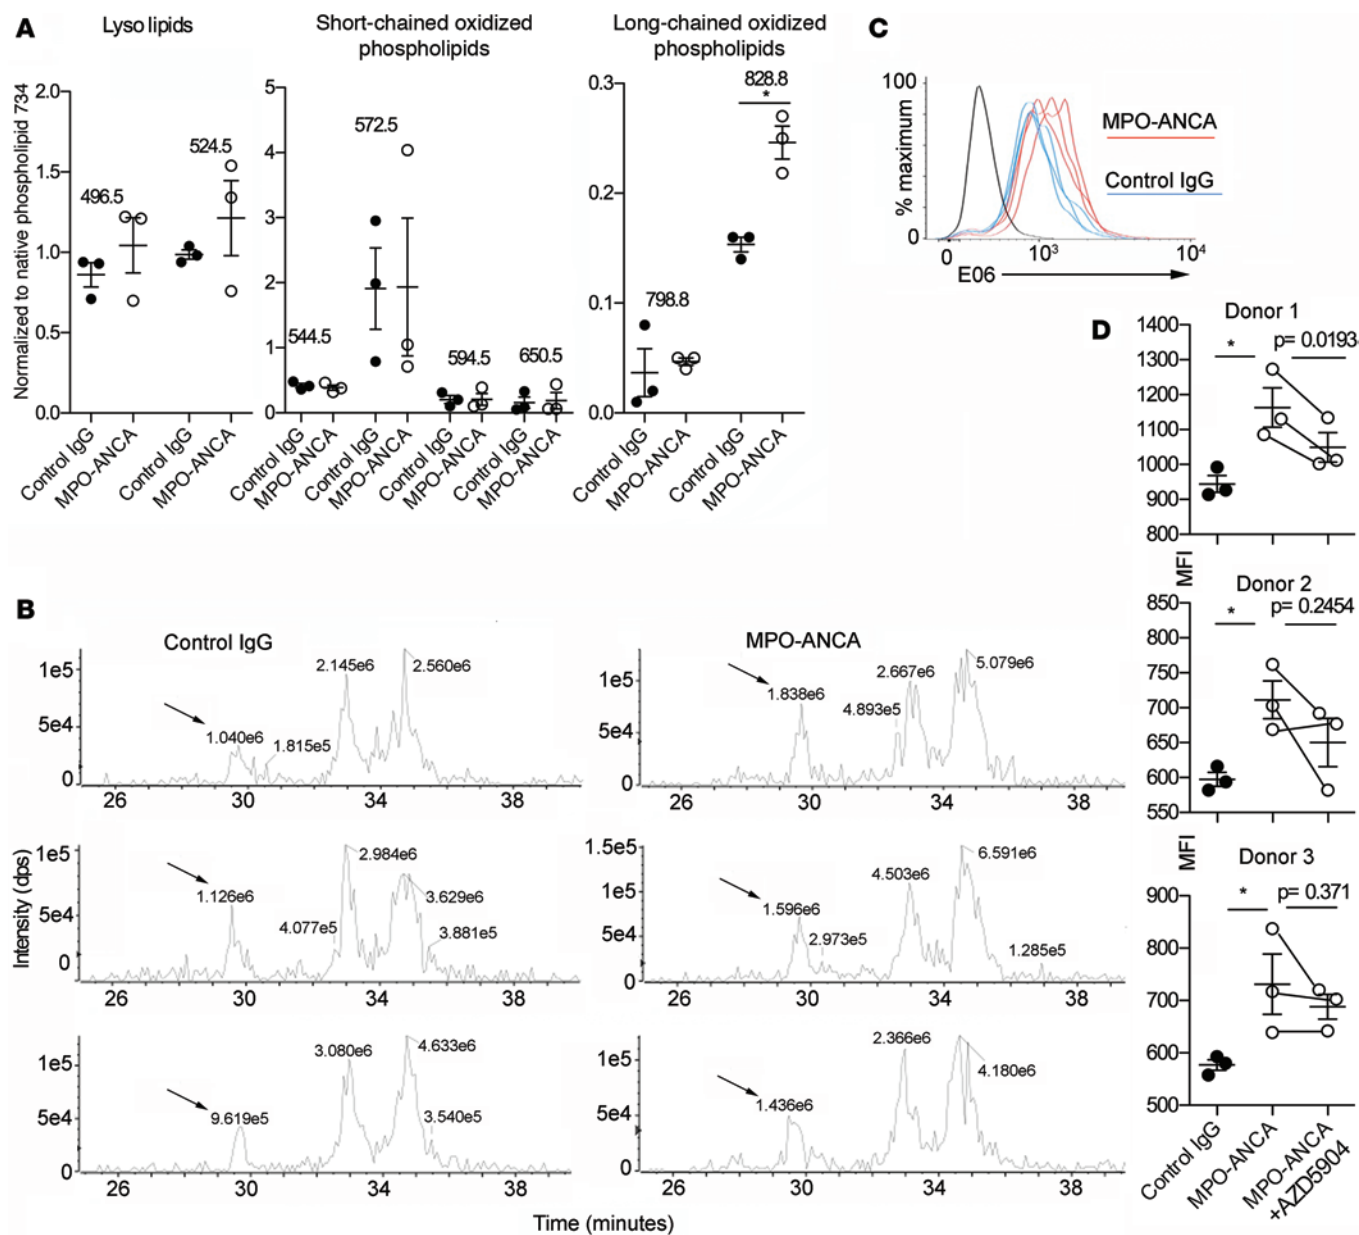 A
Lyso lipids
Short-chained oxidized
phospholipids
Long-chained oxidized
phospholipids
Normalized to native phospholipid 734
2.0
1.5
1.0
0.5
0.0
496.5
524.5
Control IgG
MPO-ANCA
Control IgG
MPO-ANCA
5
4
3
2
1
0
544.5
572.5
594.5
650.5
Control IgG
MPO-ANCA
Control IgG
MPO-ANCA
Control IgG
MPO-ANCA
Control IgG
MPO-ANCA
0.3
0.2
0.1
0.0
798.8
828.8
*
Control IgG
MPO-ANCA
Control IgG
MPO-ANCA
C
% maximum
100
0
0
10³
10⁴
E06
MPO-ANCA
Control IgG
B
Intensity (dps)
Control IgG
1e5
5e4
0
1.040e6
1.815e5
2.145e6
2.560e6
26 30 34 38
MPO-ANCA
1e5
5e4
0
1.838e6
4.893e5
2.667e6
5.079e6
26 30 34 38
1e5
5e4
0
1.126e6
4.077e5
2.984e6
3.629e6
3.881e5
26 30 34 38
1.5e5
5e4
0
1.596e6
2.973e5
4.503e6
6.591e6
1.285e5
26 30 34 38
1e5
5e4
0
9.619e5
3.080e6
4.633e6
3.540e5
26 30 34 38
1e5
5e4
0
1.436e6
2.366e6
4.180e6
26 30 34 38
Time (minutes)
D
Donor 1
* p= 0.0193
1400
1300
1200
1100
1000
900
800
MFI
Donor 2
* p= 0.2454
850
800
750
700
650
600
550
MFI
Donor 3
* p= 0.371
900
800
700
600
500
Control IgG
MPO-ANCA
MPO-ANCA
+AZD5904